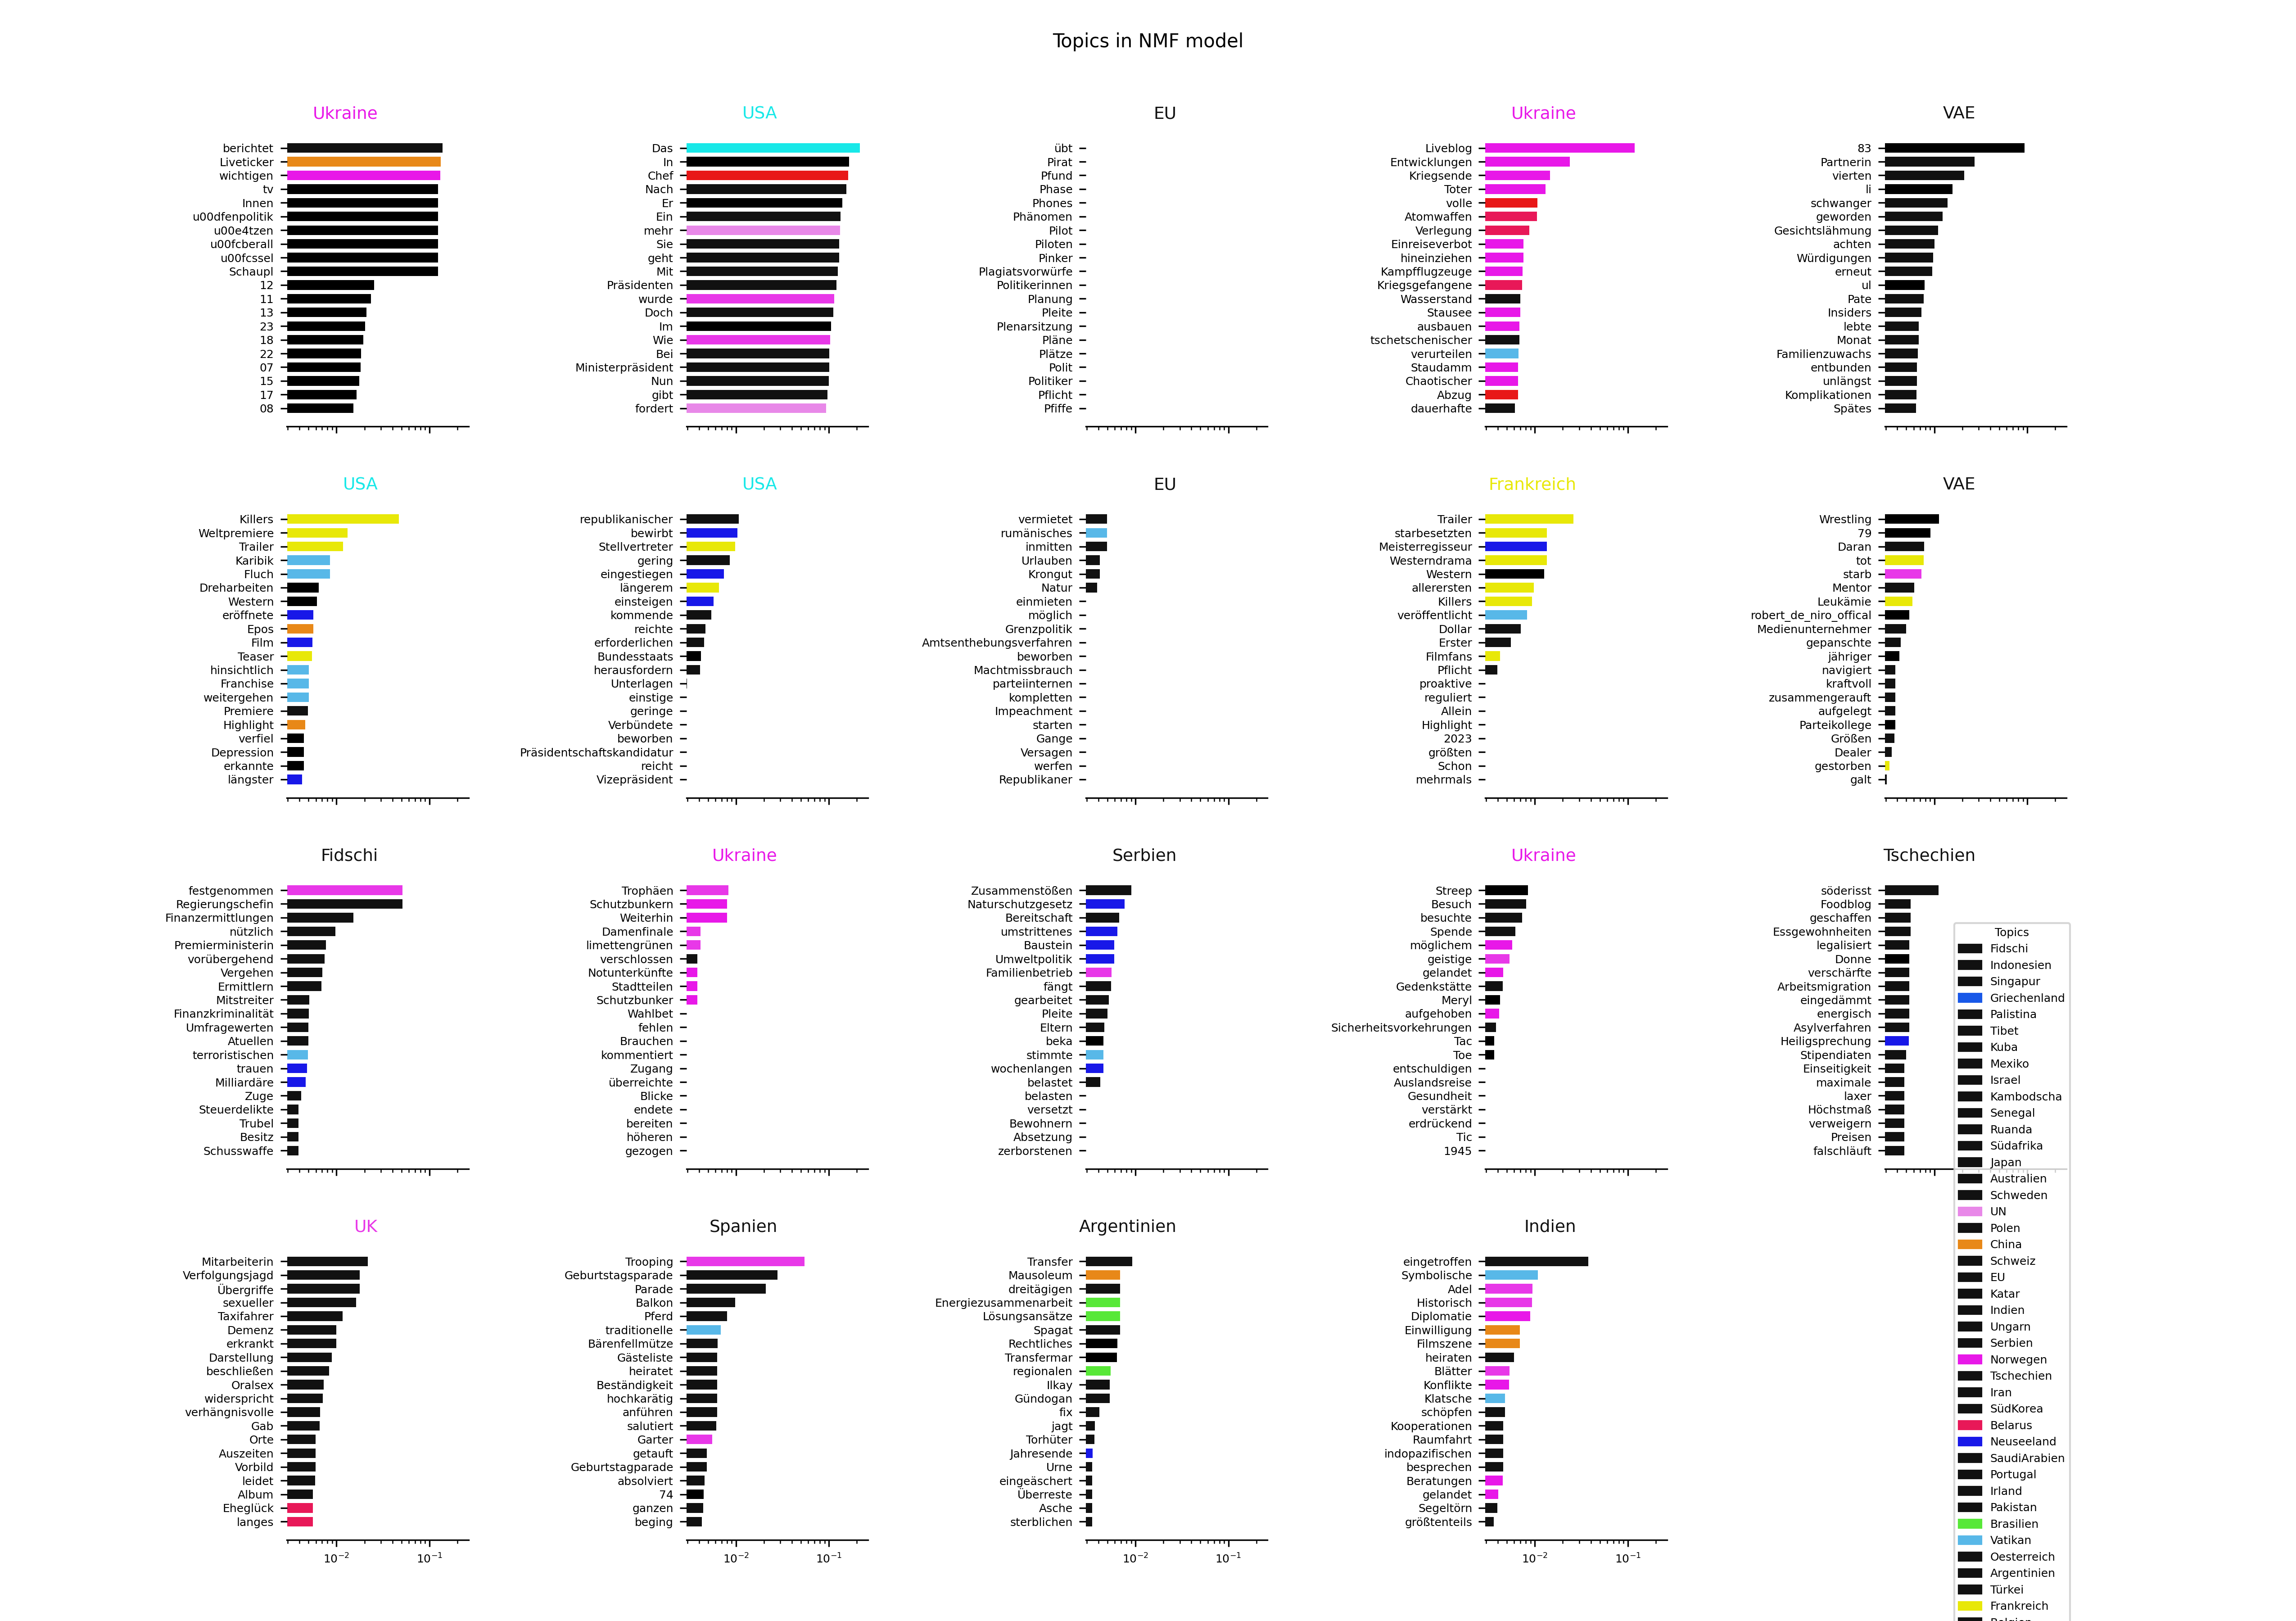 Topics in NMF model
Ukraine
berichtet
Liveticker
wichtigen
tv
Innen
u00dfenpolitik
u00e4tzen
u00fcberall
u00fcssel
Schaupl
12
11
13
23
18
22
07
15
17
08
USA
Das
In
Chef
Nach
Er
Ein
mehr
Sie
geht
Mit
Präsidenten
wurde
Doch
Im
Wie
Bei
Ministerpräsident
Nun
gibt
fordert
EU
übt
Pirat
Pfund
Phase
Phones
Phänomen
Pilot
Piloten
Pinker
Plagiatsvorwürfe
Politikerinnen
Planung
Pleite
Plenarsitzung
Pläne
Plätze
Polit
Politiker
Pflicht
Pfiffe
Ukraine
Liveblog
Entwicklungen
Kriegsende
Toter
volle
Atomwaffen
Verlegung
Einreiseverbot
hineinziehen
Kampfflugzeuge
Kriegsgefangene
Wasserstand
Stausee
ausbauen
tschetschenischer
verurteilen
Staudamm
Chaotischer
Abzug
dauerhafte
VAE
83
Partnerin
vierten
li
schwanger
geworden
Gesichtslähmung
achten
Würdigungen
erneut
ul
Pate
Insiders
lebte
Monat
Familienzuwachs
entbunden
unlängst
Komplikationen
Spätes
USA
Killers
Weltpremiere
Trailer
Karibik
Fluch
Dreharbeiten
Western
eröffnete
Epos
Film
Teaser
hinsichtlich
Franchise
weitergehen
Premiere
Highlight
verfiel
Depression
erkannte
längster
USA
republikanischer
bewirbt
Stellvertreter
gering
eingestiegen
längerem
einsteigen
kommende
reichte
erforderlichen
Bundesstaats
herausfordern
Unterlagen
einstige
geringe
Verbündete
beworben
Präsidentschaftskandidatur
reicht
Vizepräsident
EU
vermietet
rumänisches
inmitten
Urlauben
Krongut
Natur
einmieten
möglich
Grenzpolitik
Amtsenthebungsverfahren
beworben
Machtmissbrauch
parteiinternen
kompletten
Impeachment
starten
Gange
Versagen
werfen
Republikaner
Frankreich
Trailer
starbesetzten
Meisterregisseur
Westerndrama
Western
allerersten
Killers
veröffentlicht
Dollar
Erster
Filmfans
Pflicht
proaktive
reguliert
Allein
Highlight
2023
größten
Schon
mehrmals
VAE
Wrestling
79
Daran
tot
starb
Mentor
Leukämie
robert_de_niro_offical
Medienunternehmer
gepanschte
jähriger
navigiert
kraftvoll
zusammengerauft
aufgelegt
Parteikollege
Größen
Dealer
gestorben
galt
Fidschi
festgenommen
Regierungschefin
Finanzermittlungen
nützlich
Premierministerin
vorübergehend
Vergehen
Ermittlern
Mitstreiter
Finanzkriminalität
Umfragewerten
Atuellen
terroristischen
trauen
Milliardäre
Zuge
Steuerdelikte
Trubel
Besitz
Schusswaffe
Ukraine
Trophäen
Schutzbunkern
Weiterhin
Damenfinale
limettengrünen
verschlossen
Notunterkünfte
Stadtteilen
Schutzbunker
Wahlbet
fehlen
Brauchen
kommentiert
Zugang
überreichte
Blicke
endete
bereiten
höheren
gezogen
Serbien
Zusammenstößen
Naturschutzgesetz
Bereitschaft
umstrittenes
Baustein
Umweltpolitik
Familienbetrieb
fängt
gearbeitet
Pleite
Eltern
beka
stimmte
wochenlangen
belastet
belasten
versetzt
Bewohnern
Absetzung
zerborstenen
Ukraine
Streep
Besuch
besuchte
Spende
möglichem
geistige
gelandet
Gedenkstätte
Meryl
aufgehoben
Sicherheitsvorkehrungen
Tac
Toe
entschuldigen
Auslandsreise
Gesundheit
verstärkt
erdrückend
Tic
1945
Tschechien
söderisst
Foodblog
geschaffen
Essgewohnheiten
legalisiert
Donne
verschärfte
Arbeitsmigration
eingedämmt
energisch
Asylverfahren
Heiligsprechung
Stipendiaten
Einseitigkeit
maximale
laxer
Höchstmaß
verweigern
Preisen
falschläuft
UK
Mitarbeiterin
Verfolgungsjagd
Übergriffe
sexueller
Taxifahrer
Demenz
erkrankt
Darstellung
beschließen
Oralsex
widerspricht
verhängnisvolle
Gab
Orte
Auszeiten
Vorbild
leidet
Album
Eheglück
langes
10⁻² 10⁻¹
Spanien
Trooping
Geburtstagsparade
Parade
Balkon
Pferd
traditionelle
Bärenfellmütze
Gästeliste
heiratet
Beständigkeit
hochkarätig
anführen
salutiert
Garter
getauft
Geburtstagparade
absolviert
74
ganzen
beging
10⁻² 10⁻¹
Argentinien
Transfer
Mausoleum
dreitägigen
Energiezusammenarbeit
Lösungsansätze
Spagat
Rechtliches
Transfermar
regionalen
Ilkay
Gündogan
fix
jagt
Torhüter
Jahresende
Urne
eingeäschert
Überreste
Asche
sterblichen
10⁻² 10⁻¹
Indien
eingetroffen
Symbolische
Adel
Historisch
Diplomatie
Einwilligung
Filmszene
heiraten
Blätter
Konflikte
Klatsche
schöpfen
Kooperationen
Raumfahrt
indopazifischen
besprechen
Beratungen
gelandet
Segeltörn
größtenteils
10⁻² 10⁻¹
Topics
Fidschi
Indonesien
Singapur
Griechenland
Palistina
Tibet
Kuba
Mexiko
Israel
Kambodscha
Senegal
Ruanda
Südafrika
Japan
Australien
Schweden
UN
Polen
China
Schweiz
EU
Katar
Indien
Ungarn
Serbien
Norwegen
Tschechien
Iran
SüdKorea
Belarus
Neuseeland
SaudiArabien
Portugal
Irland
Pakistan
Brasilien
Vatikan
Oesterreich
Argentinien
Türkei
Frankreich